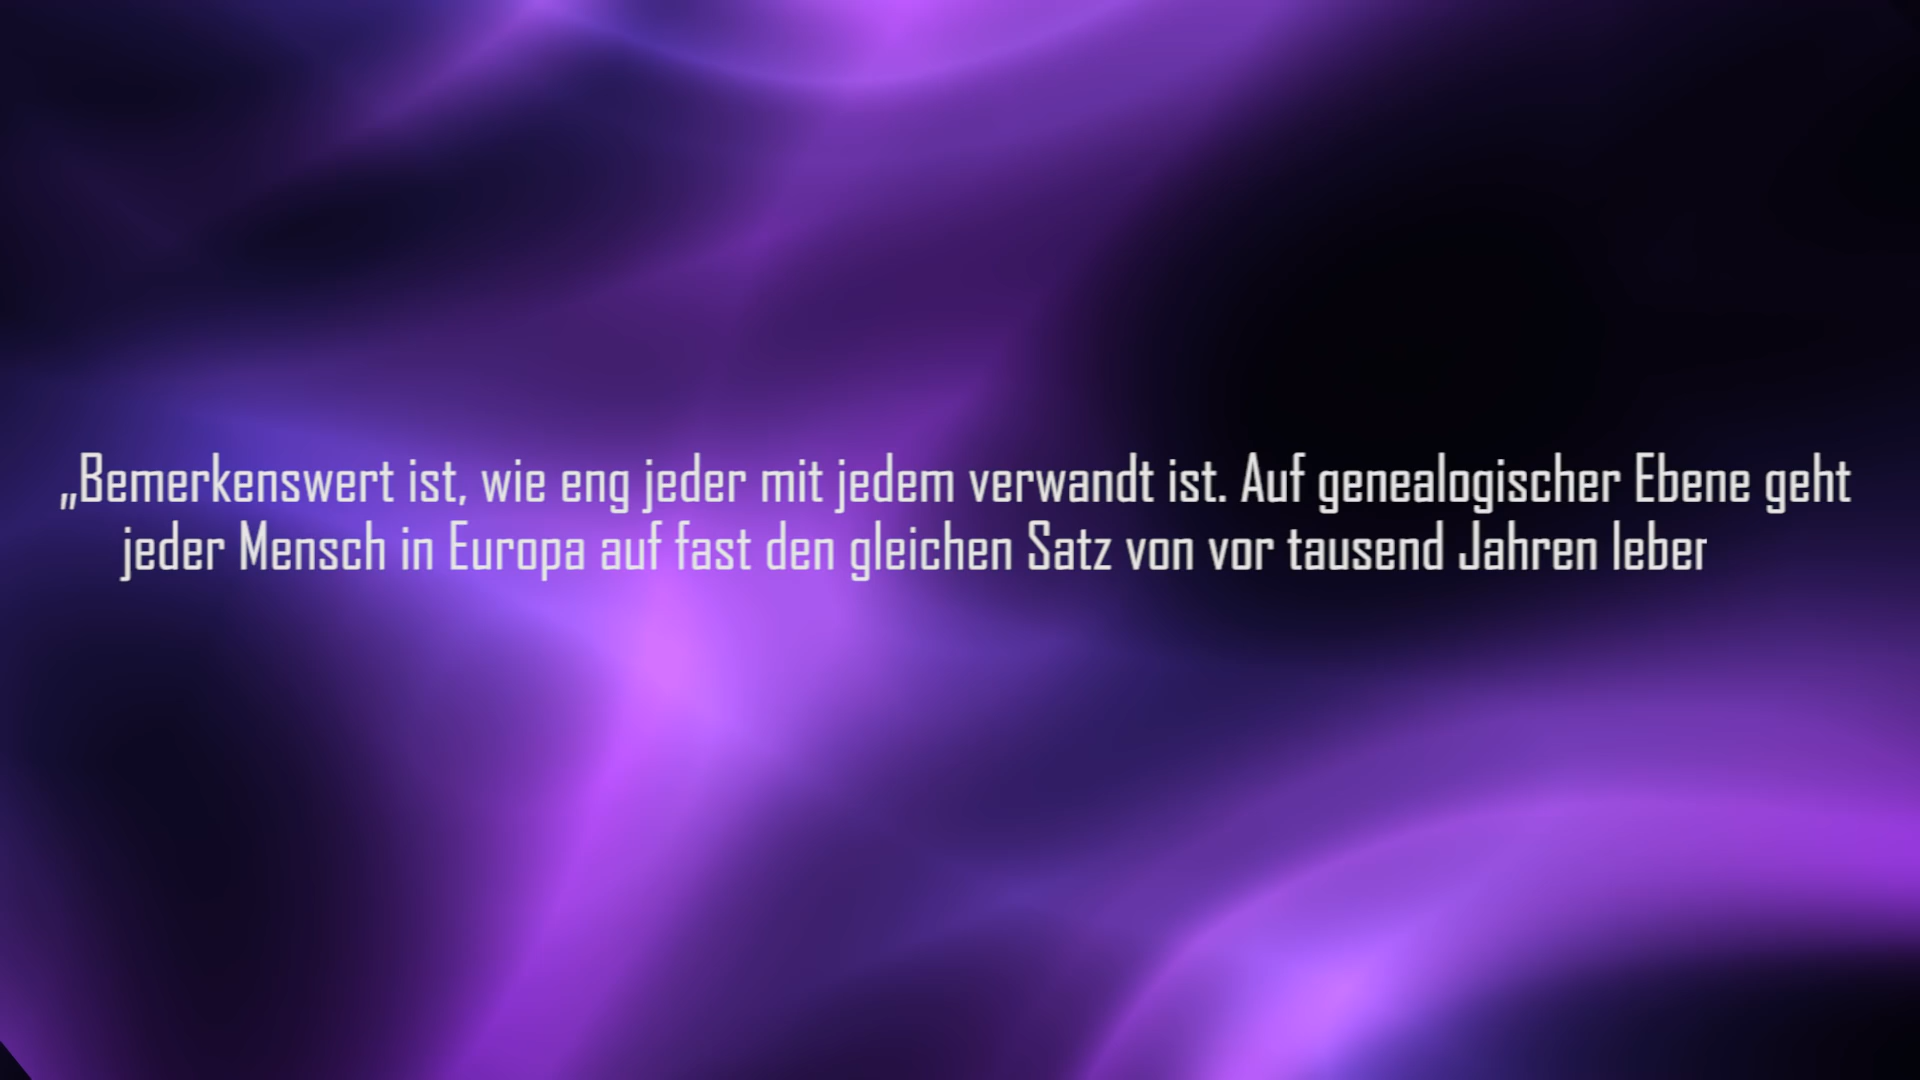 „Bemerkenswert ist, wie eng jeder mit jedem verwandt ist. Auf genealogischer Ebene geht
jeder Mensch in Europa auf fast den gleichen Satz von vor tausend Jahren leber